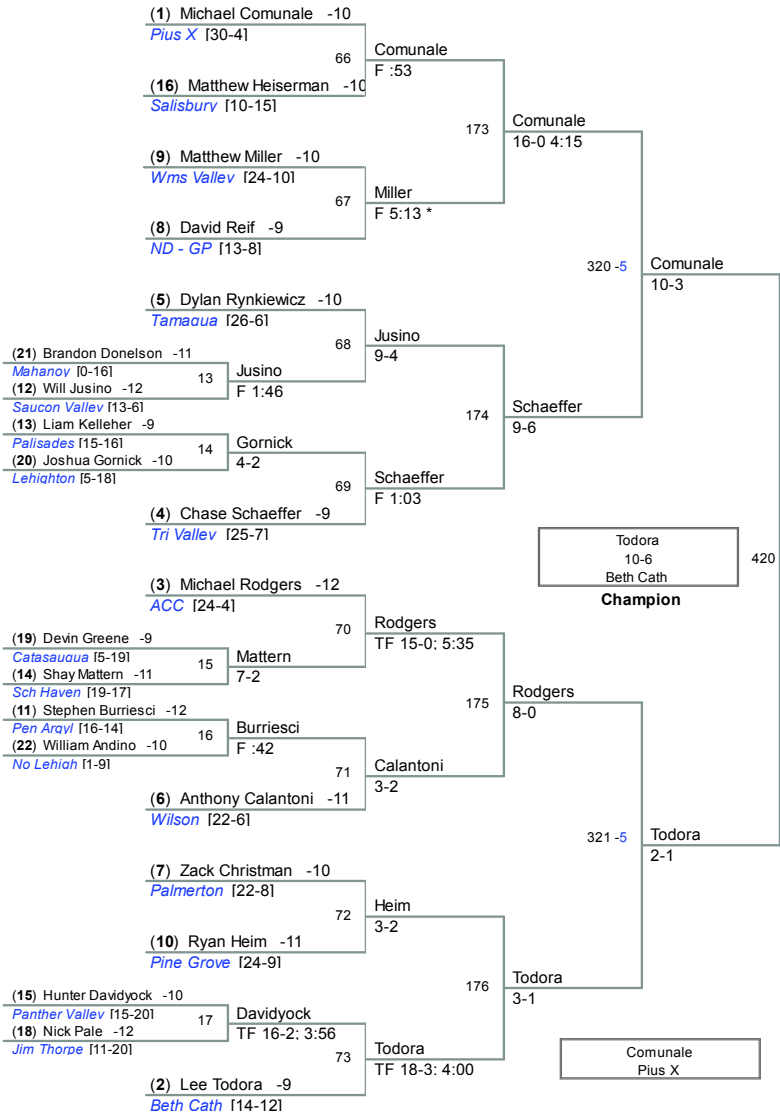 (1) Michael Comunale -10
Pius X [30-4]
66
Comunale
F :53
(16) Matthew Heiserman -10
Salisbury [10-15]
173
Comunale
16-0 4:15
(9) Matthew Miller -10
Wms Valley [24-10]
67
Miller
F 5:13 *
(8) David Reif -9
ND - GP [13-8]
320 -5
Comunale
10-3
(5) Dylan Rynkiewicz -10
Tamaqua [26-6]
68
Jusino
9-4
(21) Brandon Donelson -11
Mahanoy [0-16]
13
Jusino
F 1:46
(12) Will Jusino -12
Saucon Valley [13-6]
174
Schaeffer
9-6
(13) Liam Kelleher -9
Palisades [15-16]
14
Gornick
4-2
(20) Joshua Gornick -10
Lehighton [5-18]
69
Schaeffer
F 1:03
(4) Chase Schaeffer -9
Tri Valley [25-7]
Todora
10-6
Beth Cath
420
Champion
(3) Michael Rodgers -12
ACC [24-4]
70
Rodgers
TF 15-0; 5:35
(19) Devin Greene -9
Catasauqua [5-19]
15
Mattern
7-2
(14) Shay Mattern -11
Sch Haven [19-17]
175
Rodgers
8-0
(11) Stephen Burriesci -12
Pen Argyl [16-14]
16
Burriesci
F :42
(22) William Andino -10
No Lehigh [1-9]
71
Calantoni
3-2
(6) Anthony Calantoni -11
Wilson [22-6]
321 -5
Todora
2-1
(7) Zack Christman -10
Palmerton [22-8]
72
Heim
3-2
(10) Ryan Heim -11
Pine Grove [24-9]
176
Todora
3-1
(15) Hunter Davidyock -10
Panther Valley [15-20]
17
Davidyock
TF 16-2; 3:56
(18) Nick Pale -12
Jim Thorpe [11-20]
73
Todora
TF 18-3; 4:00
(2) Lee Todora -9
Beth Cath [14-12]
Comunale
Pius X